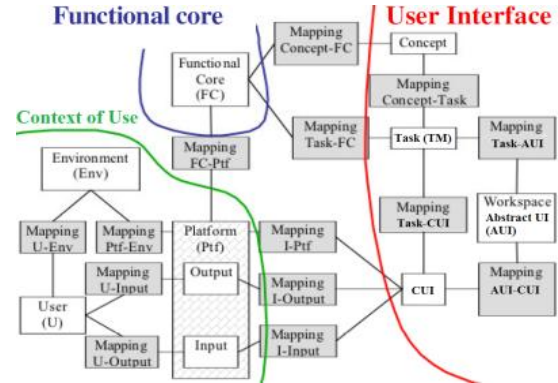 Functional core
User Interface
Mapping
Concept-FC
Concept
Functional
Core
(FC)
Mapping
Concept-Task
Context of Use
Mapping
Task-FC
Task (TM)
Mapping
Task-AUI
Environment
(Env)
Mapping
FC-Ptf
Mapping
U-Env
Mapping
Ptf-Env
Platform
(Ptf)
Mapping
I-Ptf
Mapping
Task-CUI
Workspace
Abstract UI
(AUI)
Mapping
U-Input
Output
Mapping
I-Output
CUI
Mapping
AUI-CUI
User
(U)
Mapping
U-Output
Input
Mapping
I-Input